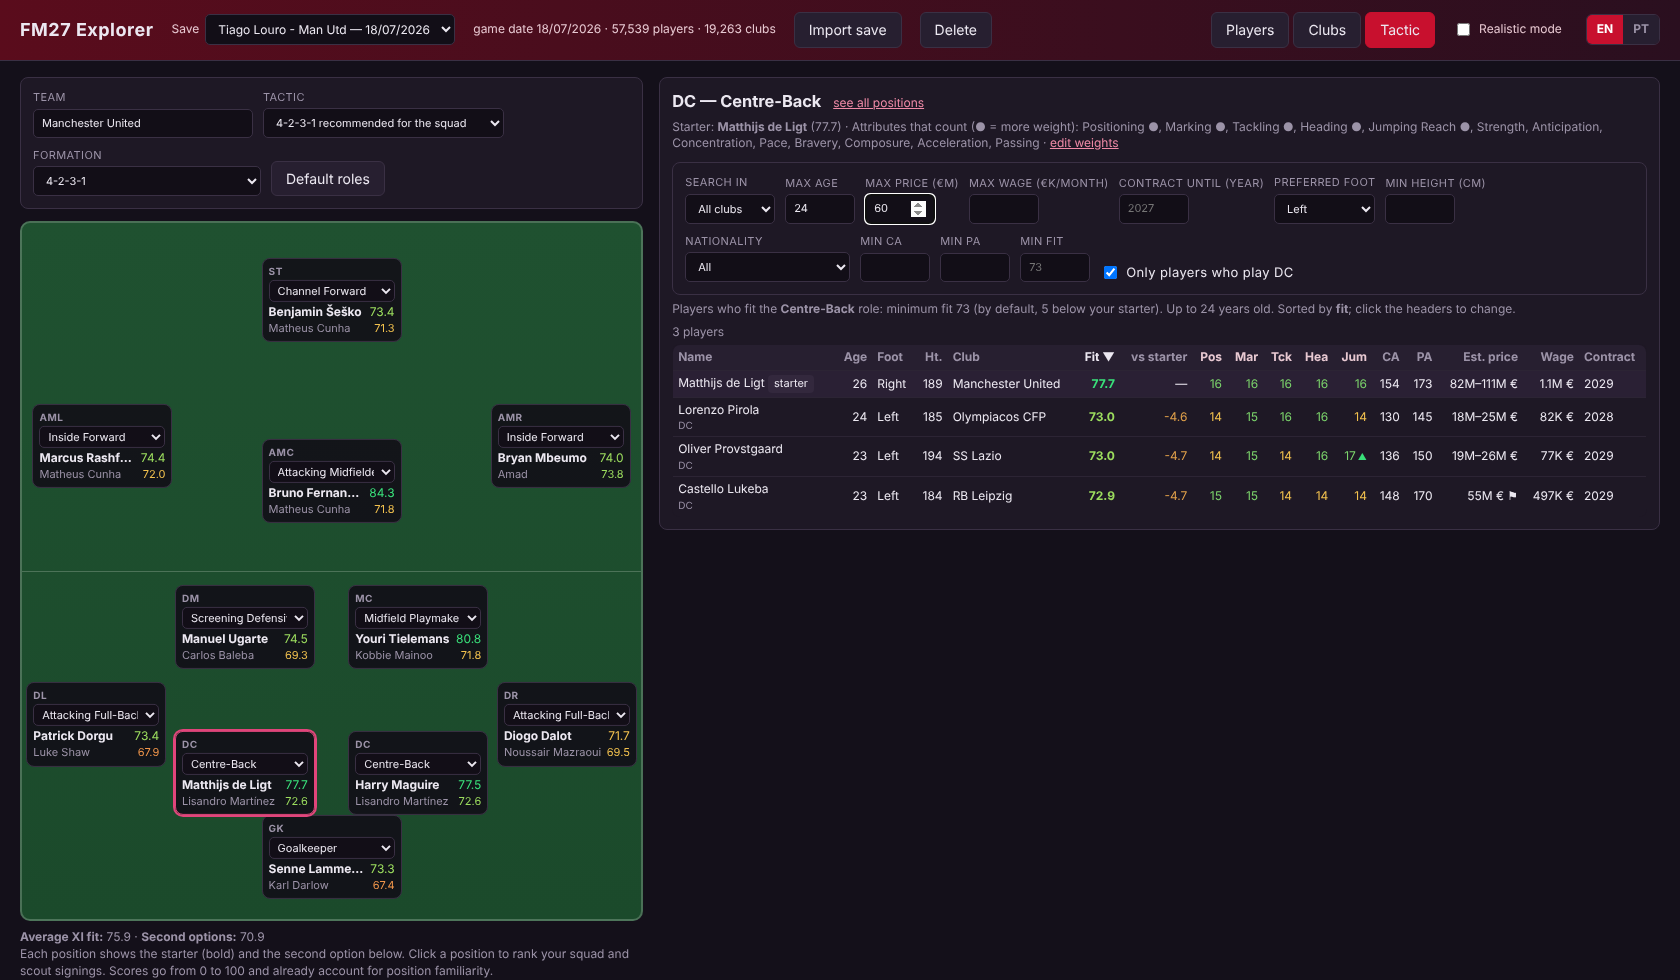 FM27 Explorer Save Tiago Louro - Man Utd — 18/07/2026 game date 18/07/2026 · 57,539 players · 19,263 clubs Import save Delete Players Clubs Tactic Realistic mode EN PT
TEAM TACTIC
Manchester United 4-2-3-1 recommended for the squad
FORMATION
4-2-3-1 Default roles
ST
Channel Forward
Benjamin Šeško 73.4
Matheus Cunha 71.3
AML
Inside Forward
Marcus Rashf... 74.4
Matheus Cunha 72.0
AMR
Inside Forward
Bryan Mbeumo 74.0
Amad 73.8
AMC
Attacking Midfielde
Bruno Fernan... 84.3
Matheus Cunha 71.8
DM
Screening Defensi
Manuel Ugarte 74.5
Carlos Baleba 69.3
MC
Midfield Playmake
Youri Tielemans 80.8
Kobbie Mainoo 71.8
DL
Attacking Full-Bac
Patrick Dorgu 73.4
Luke Shaw 67.9
DR
Attacking Full-Bac
Diogo Dalot 71.7
Noussair Mazraoui 69.5
DC
Centre-Back
Matthijs de Ligt 77.7
Lisandro Martínez 72.6
DC
Centre-Back
Harry Maguire 77.5
Lisandro Martínez 72.6
GK
Goalkeeper
Senne Lamme... 73.3
Karl Darlow 67.4
Average XI fit: 75.9 · Second options: 70.9
Each position shows the starter (bold) and the second option below. Click a position to rank your squad and
scout signings. Scores go from 0 to 100 and already account for position familiarity.
DC — Centre-Back see all positions
Starter: Matthijs de Ligt (77.7) · Attributes that count (● = more weight): Positioning ●, Marking ●, Tackling ●, Heading ●, Jumping Reach ●, Strength, Anticipation,
Concentration, Pace, Bravery, Composure, Acceleration, Passing · edit weights
SEARCH IN MAX AGE MAX PRICE (€M) MAX WAGE (€K/MONTH) CONTRACT UNTIL (YEAR) PREFERRED FOOT MIN HEIGHT (CM)
All clubs 24 60 2027 Left
NATIONALITY MIN CA MIN PA MIN FIT
All 73 Only players who play DC
Players who fit the Centre-Back role: minimum fit 73 (by default, 5 below your starter). Up to 24 years old. Sorted by fit; click the headers to change.
3 players
Name Age Foot Ht. Club Fit ▼ vs starter Pos Mar Tck Hea Jum CA PA Est. price Wage Contract
Matthijs de Ligt starter 26 Right 189 Manchester United 77.7 — 16 16 16 16 16 154 173 82M–111M € 1.1M € 2029
Lorenzo Pirola 24 Left 185 Olympiacos CFP 73.0 -4.6 14 15 16 16 14 130 145 18M–25M € 82K € 2028
DC
Oliver Provstgaard 23 Left 194 SS Lazio 73.0 -4.7 14 15 14 16 17▲ 136 150 19M–26M € 77K € 2029
DC
Castello Lukeba 23 Left 184 RB Leipzig 72.9 -4.7 15 15 14 14 14 148 170 55M € ⚑ 497K € 2029
DC